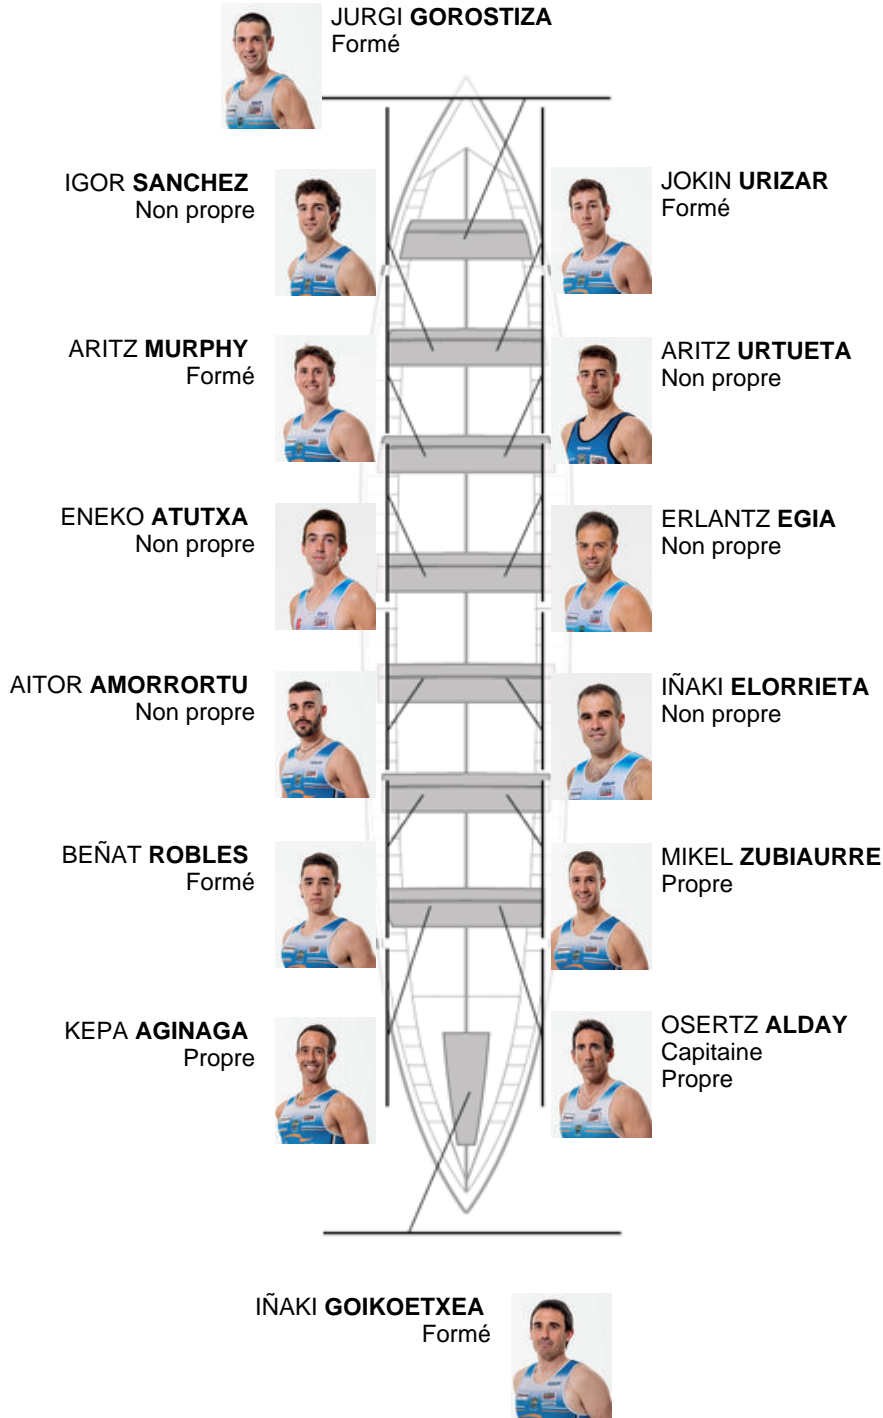 JURGI GOROSTIZA
Formé
IGOR SANCHEZ
Non propre
JOKIN URIZAR
Formé
ARITZ MURPHY
Formé
ARITZ URTUETA
Non propre
ENEKO ATUTXA
Non propre
ERLANTZ EGIA
Non propre
AITOR AMORRORTU
Non propre
IÑAKI ELORRIETA
Non propre
BEÑAT ROBLES
Formé
MIKEL ZUBIAURRE
Propre
KEPA AGINAGA
Propre
OSERTZ ALDAY
Capitaine
Propre
IÑAKI GOIKOETXEA
Formé